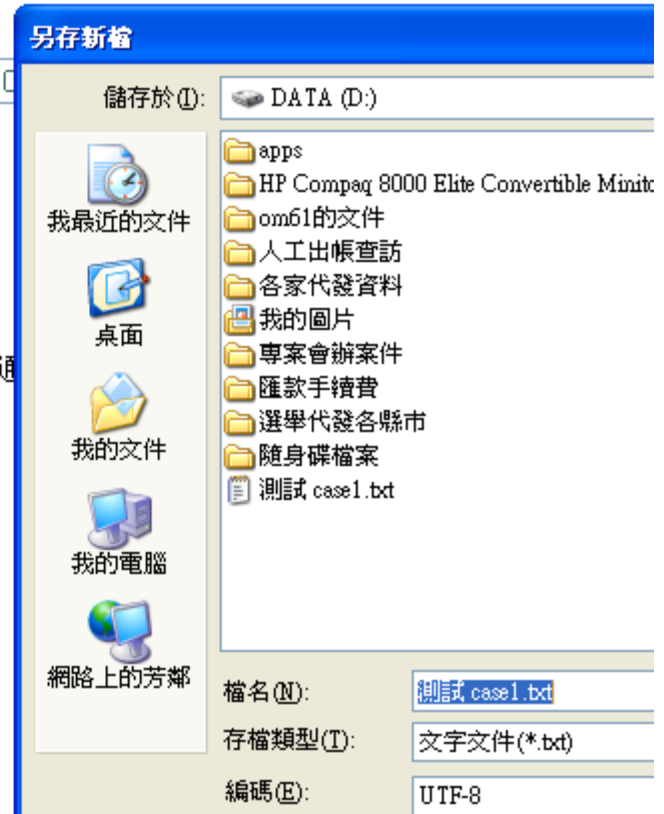 另存新檔
儲存於(I):
DATA (D:)
apps
HP Compaq 8000 Elite Convertible
om61的文件
人工出帳查訪
各家代發資料
我的圖片
專案會辦案件
匯款手續費
選舉代發各縣市
隨身碟檔案
測試 case1.txt
我最近的文件
桌面
我的文件
我的電腦
網路上的芳鄰
檔名(N):
測試 case1.txt
存檔類型(T):
文字文件(*.txt)
編碼(E):
UTF-8